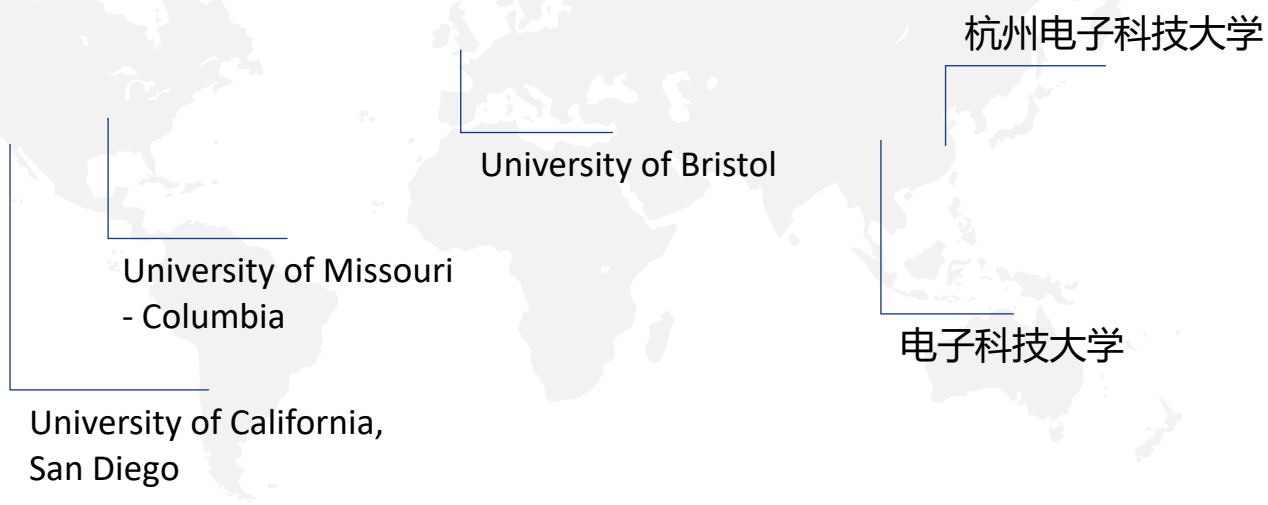 杭州电子科技大学
University of Bristol
University of Missouri
- Columbia
电子科技大学
University of California,
San Diego